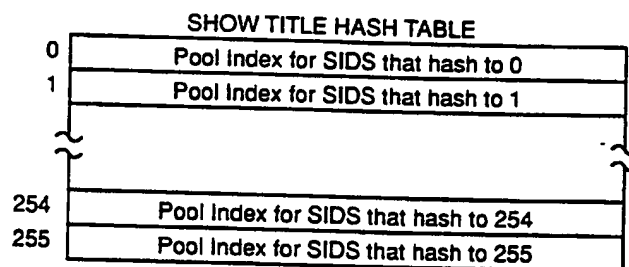 SHOW TITLE HASH TABLE
0 Pool Index for SIDS that hash to 0
1 Pool Index for SIDS that hash to 1
254 Pool Index for SIDS that hash to 254
255 Pool Index for SIDS that hash to 255